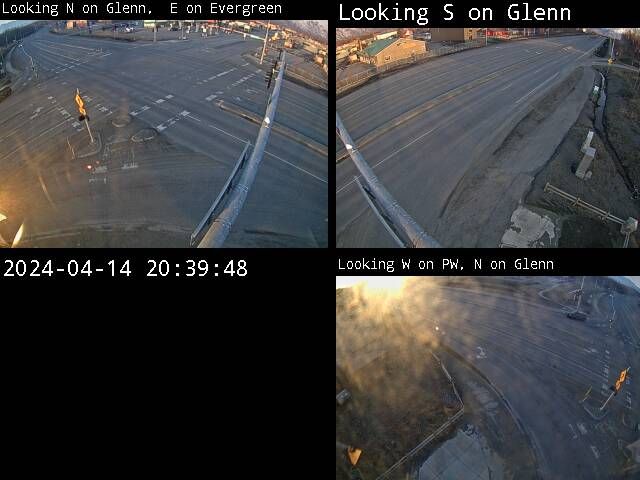 Looking N on Glenn, E on Evergreen
Looking S on Glenn
2024-04-14 20:39:48
Looking W on PW, N on Glenn